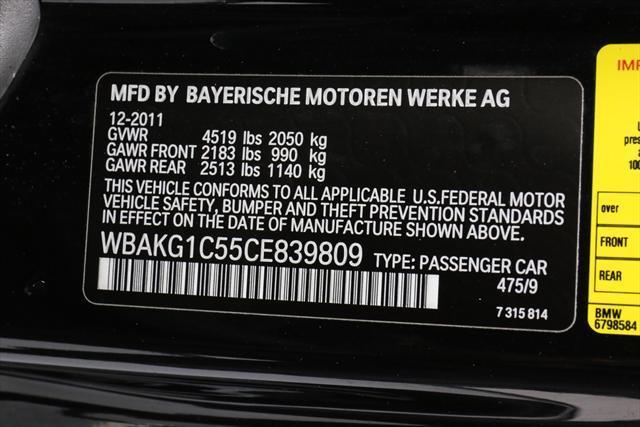 MFD BY BAYERISCHE MOTOREN WERKE AG
12-2011
GVWR 4519 lbs 2050 kg
GAWR FRONT 2183 lbs 990 kg
GAWR REAR 2513 lbs 1140 kg
THIS VEHICLE CONFORMS TO ALL APPLICABLE U.S.FEDERAL MOTOR
VEHICLE SAFETY, BUMPER AND THEFT PREVENTION STANDARDS
IN EFFECT ON THE DATE OF MANUFACTURE SHOWN ABOVE.
WBAKG1C55CE839809 TYPE: PASSENGER CAR
475/9
7 315 814
over
FRONT
REAR
BMW
6798584